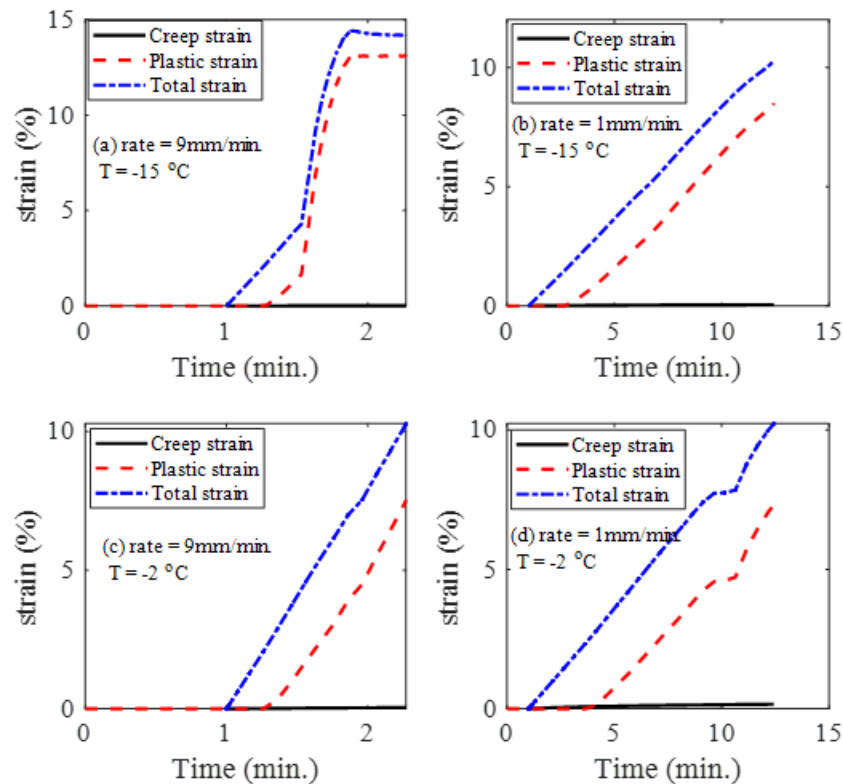 15
10
5
0
strain (%)
Creep strain
Plastic strain
Total strain
(a) rate = 9mm/min.
T = -15 °C
0
1
2
Time (min.)
10
5
0
strain (%)
Creep strain
Plastic strain
Total strain
(b) rate = 1mm/min.
T = -15 °C
0
5
10
15
Time (min.)
10
5
0
strain (%)
Creep strain
Plastic strain
Total strain
(c) rate = 9mm/min.
T = -2 °C
0
1
2
Time (min.)
10
5
0
strain (%)
Creep strain
Plastic strain
Total strain
(d) rate = 1mm/min.
T = -2 °C
0
5
10
15
Time (min.)